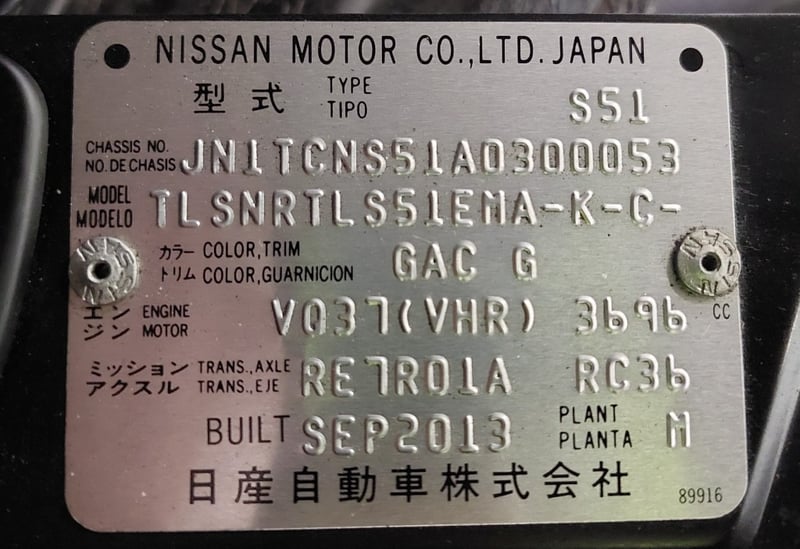 NISSAN MOTOR CO.,LTD. JAPAN
型式 TYPE TIPO S51
CHASSIS NO. NO. DE CHASIS JN1TCNS51A0300053
MODEL MODELO TLSNRTLS51EMA-K-C-
カラー COLOR,TRIM トリム COLOR,GUARNICION GAC G
エンジン ENGINE MOTOR VQ37(VHR) 3696 CC
ミッション TRANS.,AXLE アクスル TRANS.,EJE RE7R01A RC36
BUILT SEP2013 PLANT PLANTA M
日産自動車株式会社 89916
NISSAN
NISSAN